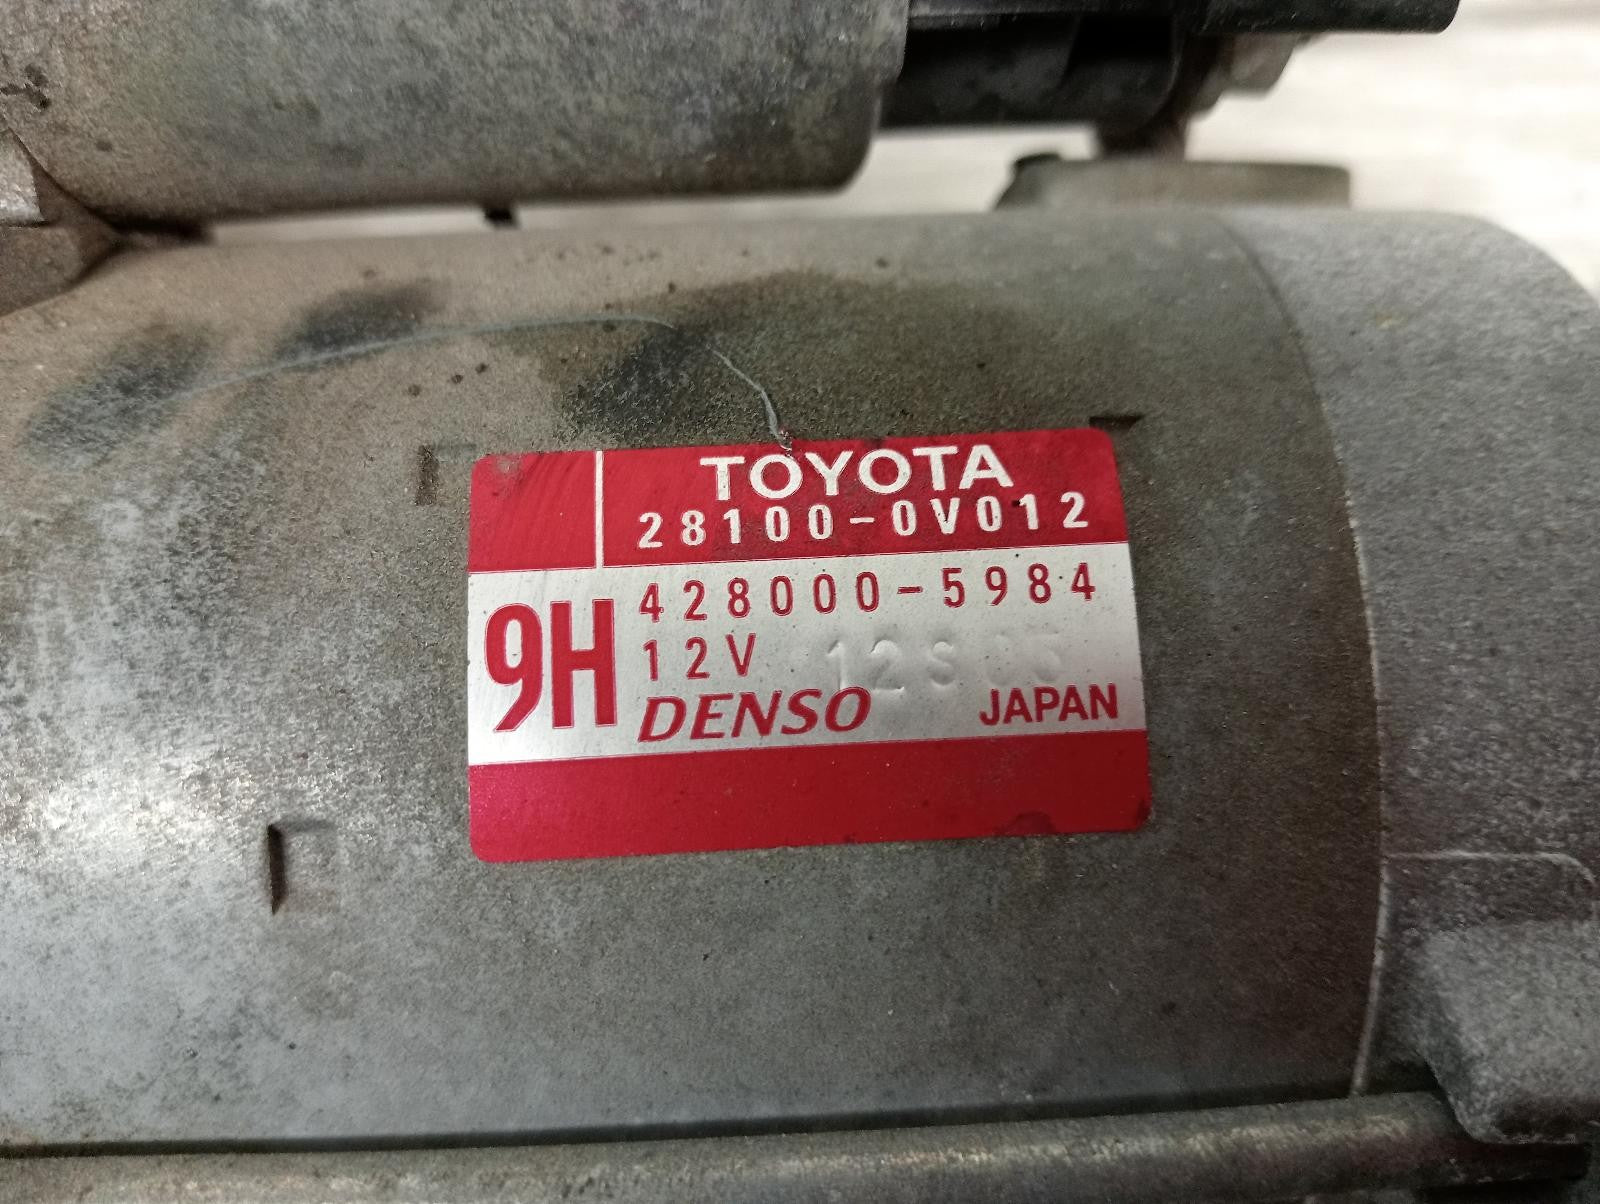 TOYOTA
28100-0V012
428000-5984
9H
12V
DENSO JAPAN